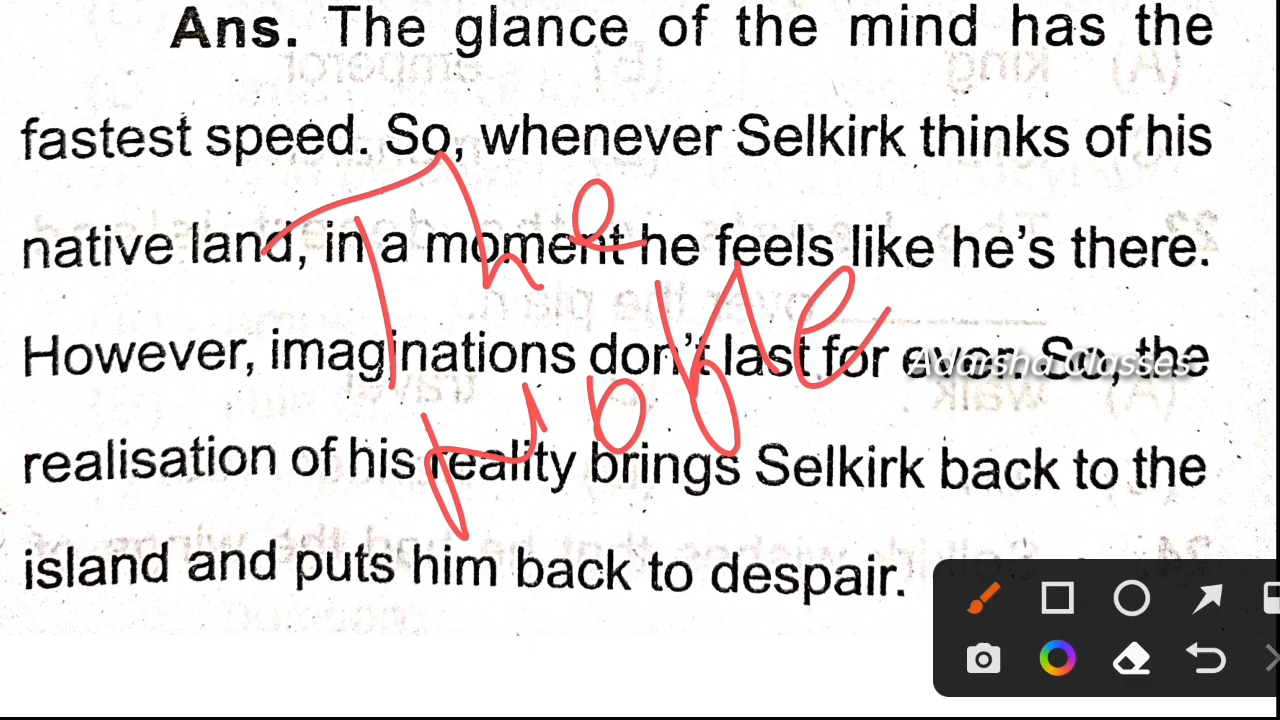 Ans. The glance of the mind has the
fastest speed. So, whenever Selkirk thinks of his
native land, in a moment he feels like he's there.
However, imaginations don't last for ever. So, the
realisation of his reality brings Selkirk back to the
island and puts him back to despair.
The
Adarsha Classes